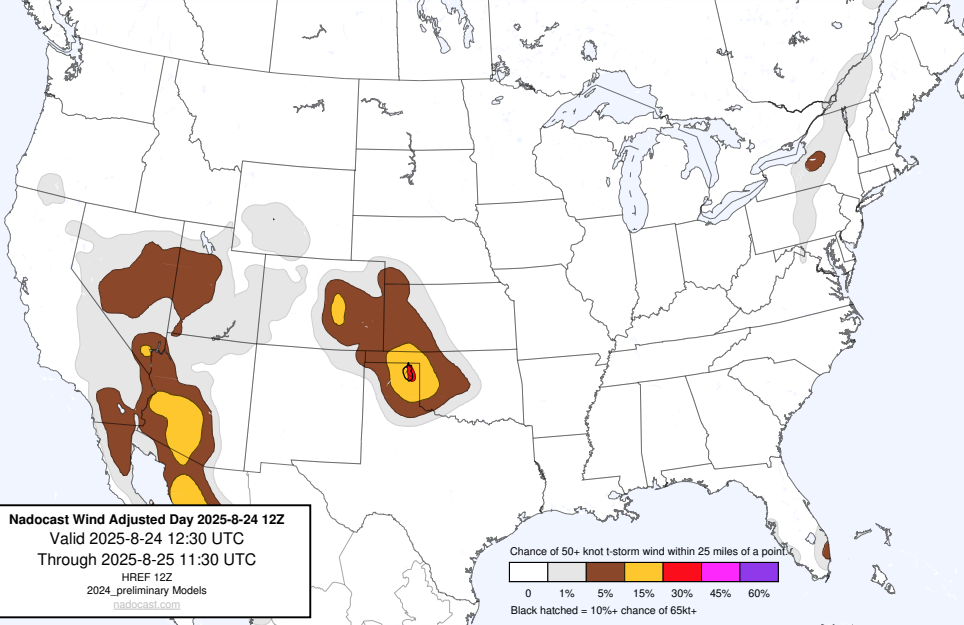 Nadocast Wind Adjusted Day 2025-8-24 12Z
Valid 2025-8-24 12:30 UTC
Through 2025-8-25 11:30 UTC
HREF 12Z
2024_preliminary Models
nadocast.com
Chance of 50+ knot t-storm wind within 25 miles of a point.
0 1% 5% 15% 30% 45% 60%
Black hatched = 10%+ chance of 65kt+